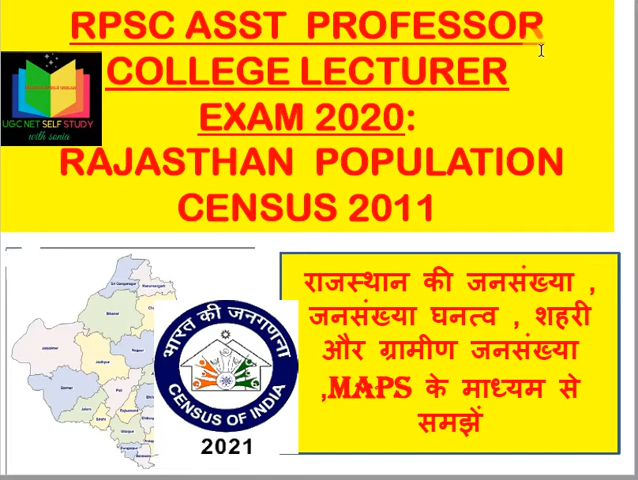 RPSC ASST PROFESSOR
COLLEGE LECTURER
EXAM 2020:
RAJASTHAN POPULATION
CENSUS 2011
UGC NET SELF STUDY
with sonia
राजस्थान की जनसंख्या ,
जनसंख्या घनत्व , शहरी
और ग्रामीण जनसंख्या
,MAPS के माध्यम से
समझें
भारत की जनगणना
CENSUS OF INDIA
2021